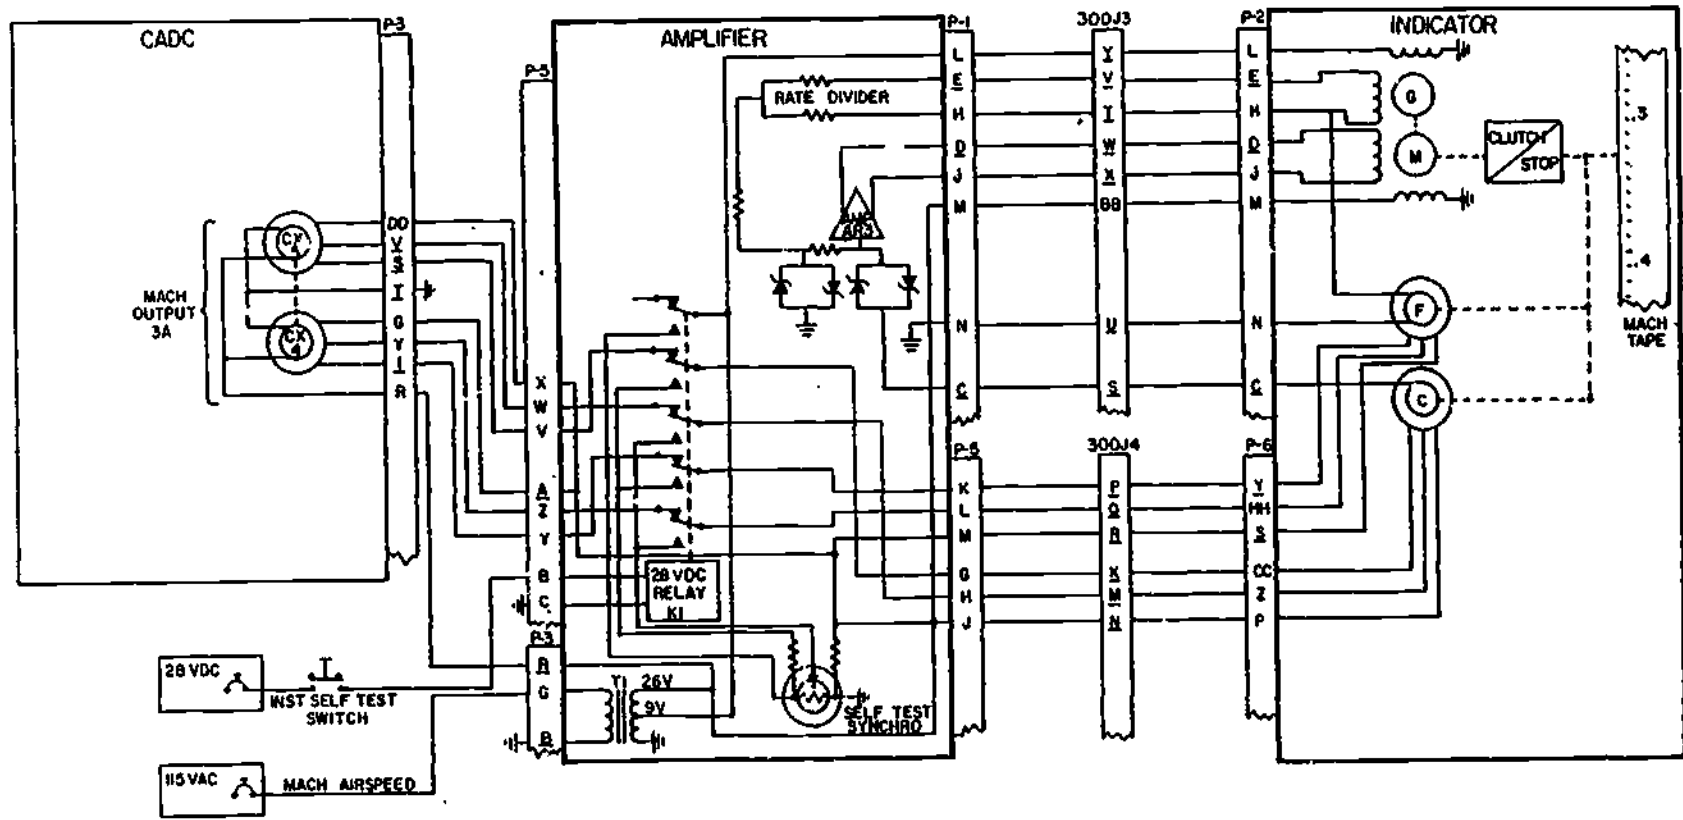 CADC
P-3
AMPLIFIER
P-1
300J3
P-2
INDICATOR
P-5
L
Y
L
E
V
E
RATE DIVIDER
H
I
H
G
3
D
W
D
M
CLUTCH
STOP
J
X
J
M
BB
M
AMP
AR3
4
MACH
OUTPUT
3A
CX
DD
V
S
I
G
CX
Y
I
R
N
U
N
F
MACH
TAPE
C
S
C
C
X
W
V
P-5
300J4
P-6
A
K
P
Y
Z
L
Q
HH
Y
M
R
S
B
28 VDC
RELAY
K1
G
K
CC
C
H
M
Z
P-3
J
N
P
28 VDC
INST SELF TEST
SWITCH
R
G
B
T1
26V
9V
SELF TEST
SYNCHRO
115 VAC
MACH AIRSPEED